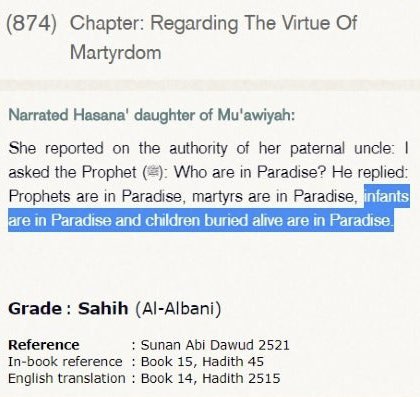 (874) Chapter: Regarding The Virtue Of
Martyrdom
Narrated Hasana' daughter of Mu'awiyah:
She reported on the authority of her paternal uncle: I
asked the Prophet (ﷺ): Who are in Paradise? He replied:
Prophets are in Paradise, martyrs are in Paradise, infants
are in Paradise and children buried alive are in Paradise.
Grade : Sahih (Al-Albani)
Reference : Sunan Abi Dawud 2521
In-book reference : Book 15, Hadith 45
English translation : Book 14, Hadith 2515